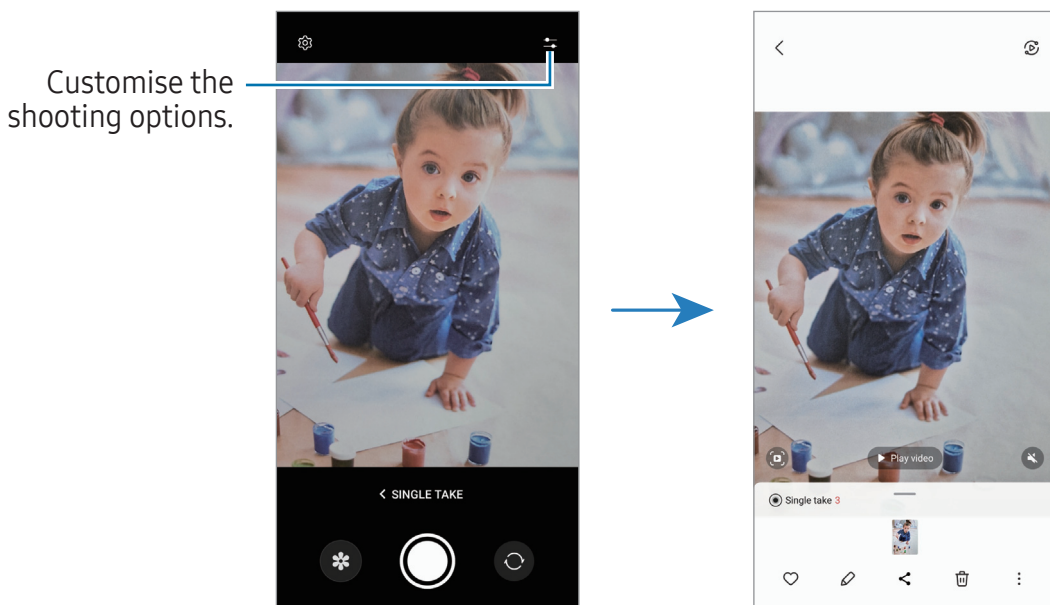 Customise the
shooting options.
SINGLE TAKE
Play video
Single take 3